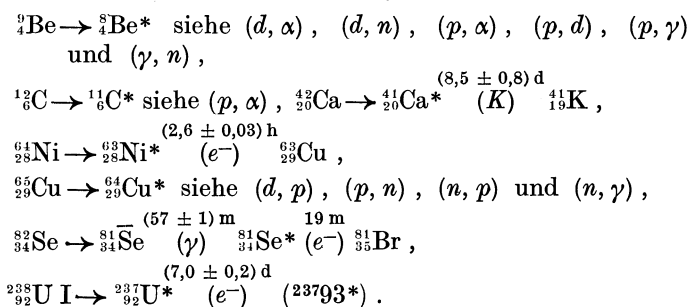 ⁹₄Be → ⁸₄Be* siehe (d, α) , (d, n) , (p, α) , (p, d) , (p, γ)
und (γ, n) ,
(8,5 ± 0,8) d
¹²₆C → ¹¹₆C* siehe (p, α) , ⁴²₂₀Ca → ⁴¹₂₀Ca* (K) ⁴¹₁₉K ,
(2,6 ± 0,03) h
⁶⁴₂₈Ni → ⁶³₂₈Ni* (e⁻) ⁶³₂₉Cu ,
⁶⁵₂₉Cu → ⁶⁴₂₉Cu* siehe (d, p) , (p, n) , (n, p) und (n, γ) ,
(57 ± 1) m 19 m
⁸²₃₄Se → ⁸¹₃₄S̅e (γ) ⁸¹₃₄Se* (e⁻) ⁸¹₃₅Br ,
(7,0 ± 0,2) d
²³⁸₉₂U I → ²³⁷₉₂U* (e⁻) (²³⁷93*) .